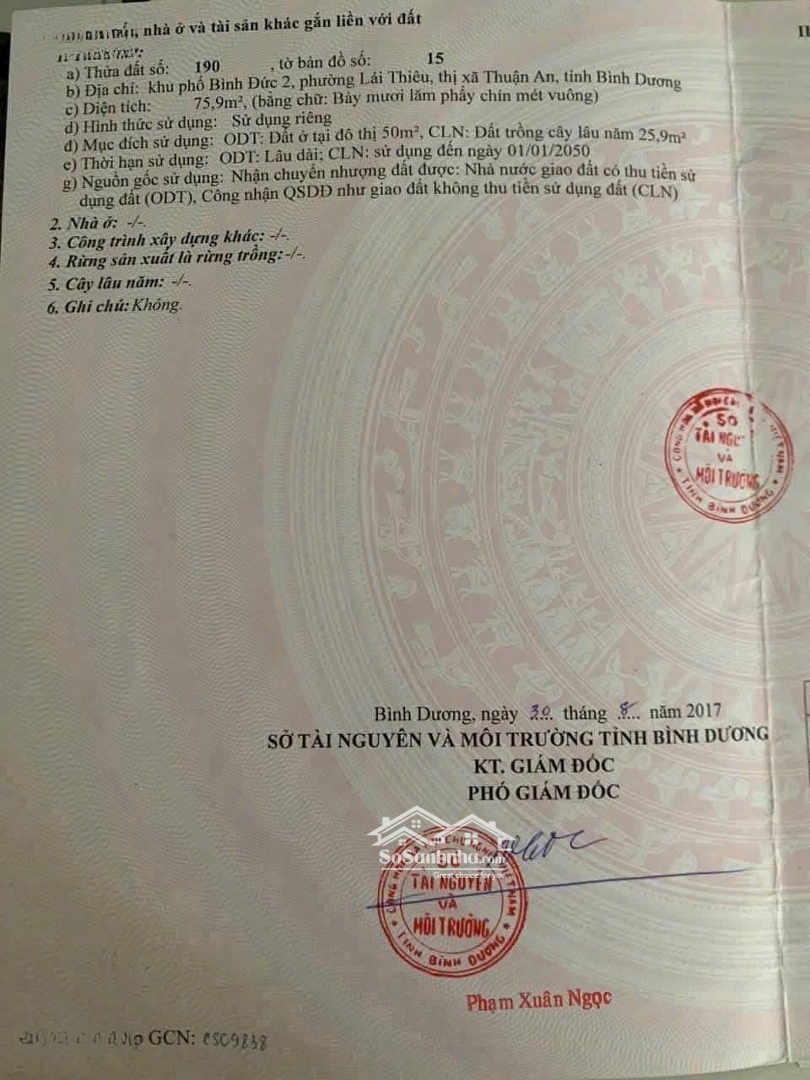 nhà ở và tài sản khác gắn liền với đất
a) Thửa đất số: 190 , tờ bản đồ số: 15
b) Địa chỉ: khu phố Bình Đức 2, phường Lái Thiêu, thị xã Thuận An, tỉnh Bình Dương
c) Diện tích: 75,9m², (bằng chữ: Bảy mươi lăm phẩy chín mét vuông)
d) Hình thức sử dụng: Sử dụng riêng
đ) Mục đích sử dụng: ODT: Đất ở tại đô thị 50m², CLN: Đất trồng cây lâu năm 25,9m²
e) Thời hạn sử dụng: ODT: Lâu dài; CLN: sử dụng đến ngày 01/01/2050
g) Nguồn gốc sử dụng: Nhận chuyển nhượng đất được: Nhà nước giao đất có thu tiền sử
dụng đất (ODT), Công nhận QSDĐ như giao đất không thu tiền sử dụng đất (CLN)
2. Nhà ở: -/-.
3. Công trình xây dựng khác: -/-.
4. Rừng sản xuất là rừng trồng:-/-.
5. Cây lâu năm: -/-.
6. Ghi chú: Không.
SỞ
TÀI NG
VÀ
MÔI TRƯỜNG
TỈNH BÌNH DƯƠNG
Bình Dương, ngày 30 tháng 8 năm 2017
SỞ TÀI NGUYÊN VÀ MÔI TRƯỜNG TỈNH BÌNH DƯƠNG
KT. GIÁM ĐỐC
PHÓ GIÁM ĐỐC
SoSanhnha.com
Great choice for you
SỞ
TÀI NGUYÊN
VÀ
MÔI TRƯỜNG
TỈNH BÌNH DƯƠNG
Phạm Xuân Ngọc
GCN: CS09838